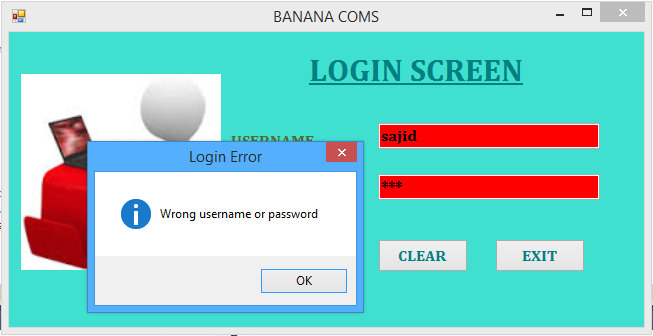 BANANA COMS
LOGIN SCREEN
USERNAME
sajid
Login Error
***
Wrong username or password
CLEAR
EXIT
OK